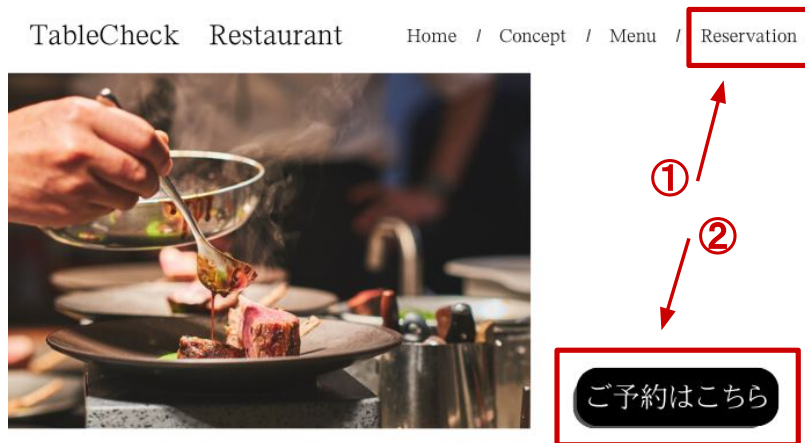 TableCheck Restaurant
Home / Concept / Menu / Reservation
①
②
ご予約はこちら